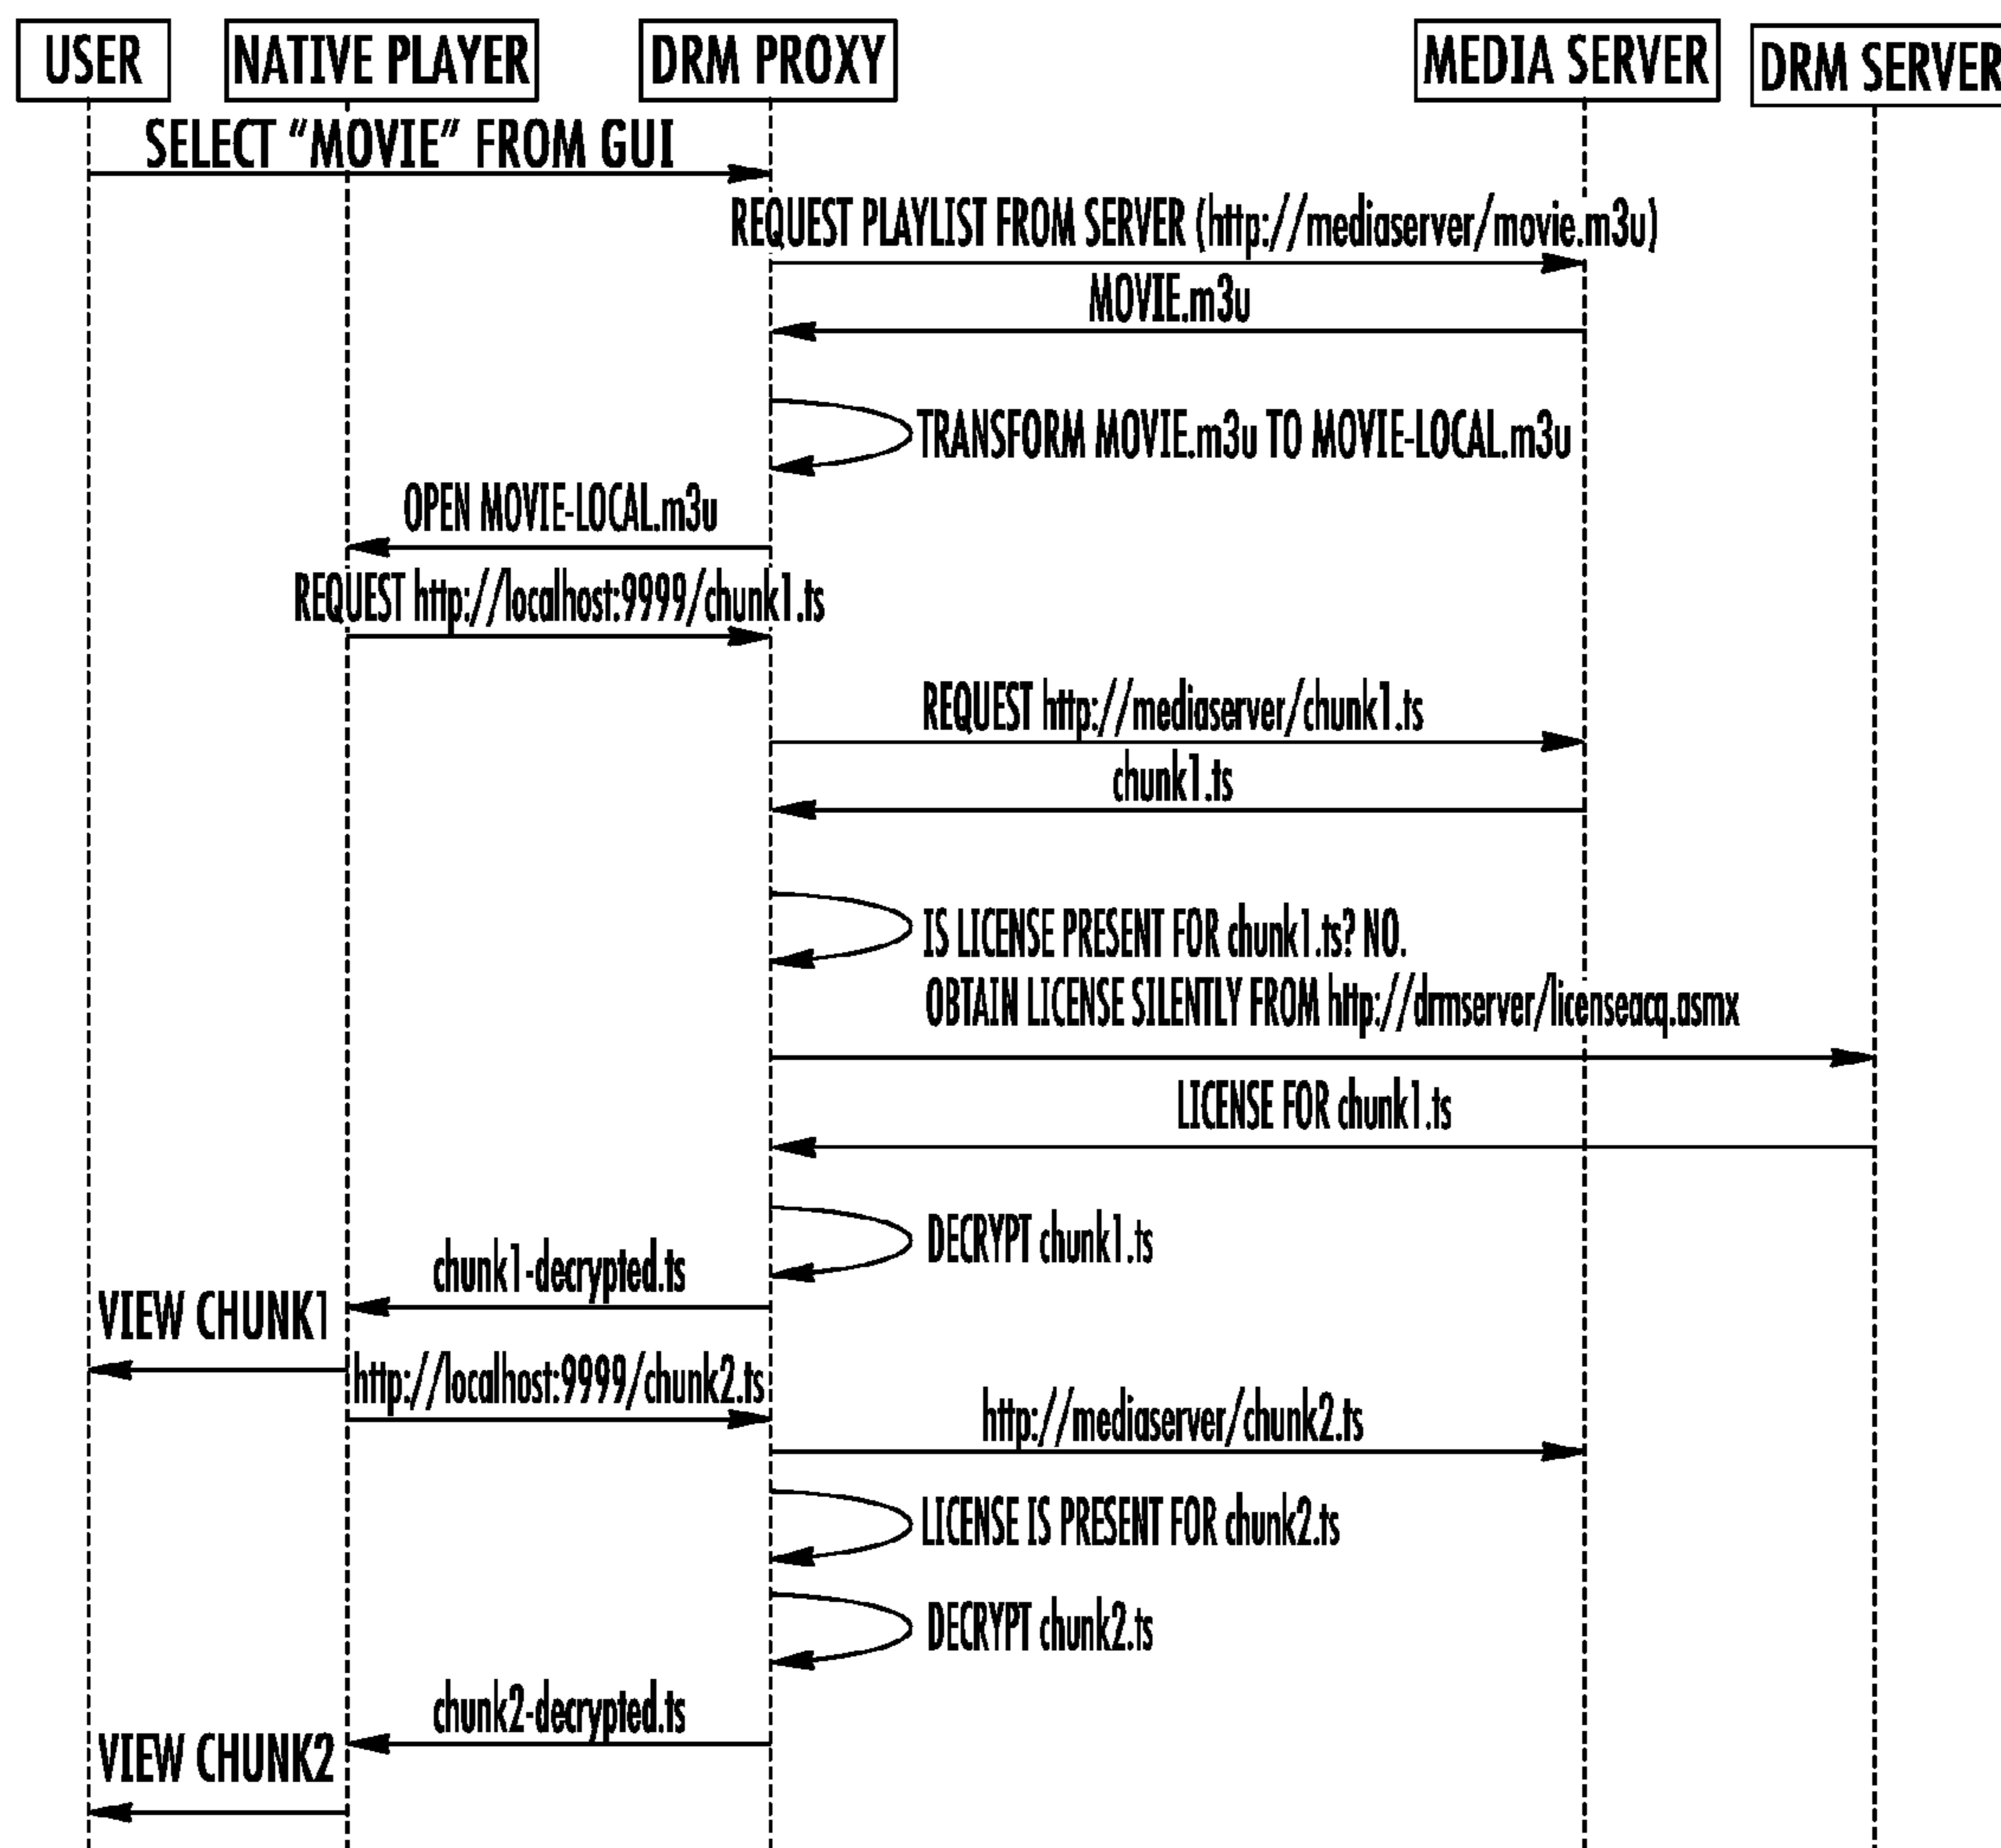 USER
NATIVE PLAYER
DRM PROXY
MEDIA SERVER
DRM SERVER
SELECT "MOVIE" FROM GUI
REQUEST PLAYLIST FROM SERVER (http://mediaserver/movie.m3u)
MOVIE.m3u
TRANSFORM MOVIE.m3u TO MOVIE-LOCAL.m3u
OPEN MOVIE-LOCAL.m3u
REQUEST http://localhost:9999/chunk1.ts
REQUEST http://mediaserver/chunk1.ts
chunk1.ts
IS LICENSE PRESENT FOR chunk1.ts? NO.
OBTAIN LICENSE SILENTLY FROM http://drmserver/licenseacq.asmx
LICENSE FOR chunk1.ts
DECRYPT chunk1.ts
chunk1-decrypted.ts
VIEW CHUNK1
http://localhost:9999/chunk2.ts
http://mediaserver/chunk2.ts
LICENSE IS PRESENT FOR chunk2.ts
DECRYPT chunk2.ts
chunk2-decrypted.ts
VIEW CHUNK2